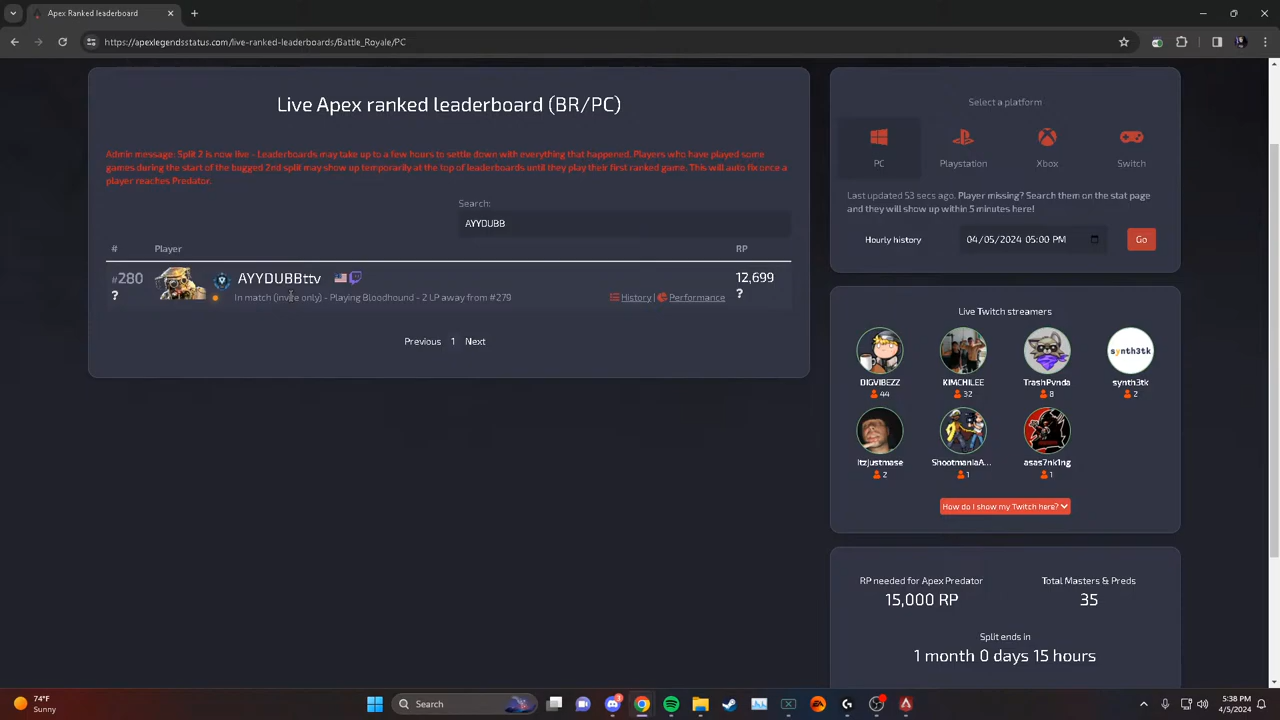 Apex Ranked leaderboard
https://apexlegendsstatus.com/live-ranked-leaderboards/Battle_Royale/PC
Live Apex ranked leaderboard (BR/PC)
Admin message: Split 2 is now live - Leaderboards may take up to a few hours to settle down with everything that happened. Players who have played some
games during the start of the bugged 2nd split may show up temporarily at the top of leaderboards until they play their first ranked game. This will auto fix once a
player reaches Predator.
Search:
AYYDUBB
# Player RP
#280 AYYDUBBttv 12,699
? In match (invite only) - Playing Bloodhound - 2 LP away from #279 History | Performance ?
Previous 1 Next
Select a platform
PC Playstation Xbox Switch
Last updated 53 secs ago. Player missing? Search them on the stat page
and they will show up within 5 minutes here!
Hourly history 04/05/2024 05:00 PM Go
Live Twitch streamers
synth3tk
DIGVIBEZZ KIMCHILEE TrashPvnda synth3tk
44 32 8 2
Itzjustmase ShootmaniaA... asas7nk1ng
2 1 1
How do I show my Twitch here?
RP needed for Apex Predator Total Masters & Preds
15,000 RP 35
Split ends in
1 month 0 days 15 hours
74°F
Sunny
Search
3
EA
5:38 PM
4/5/2024